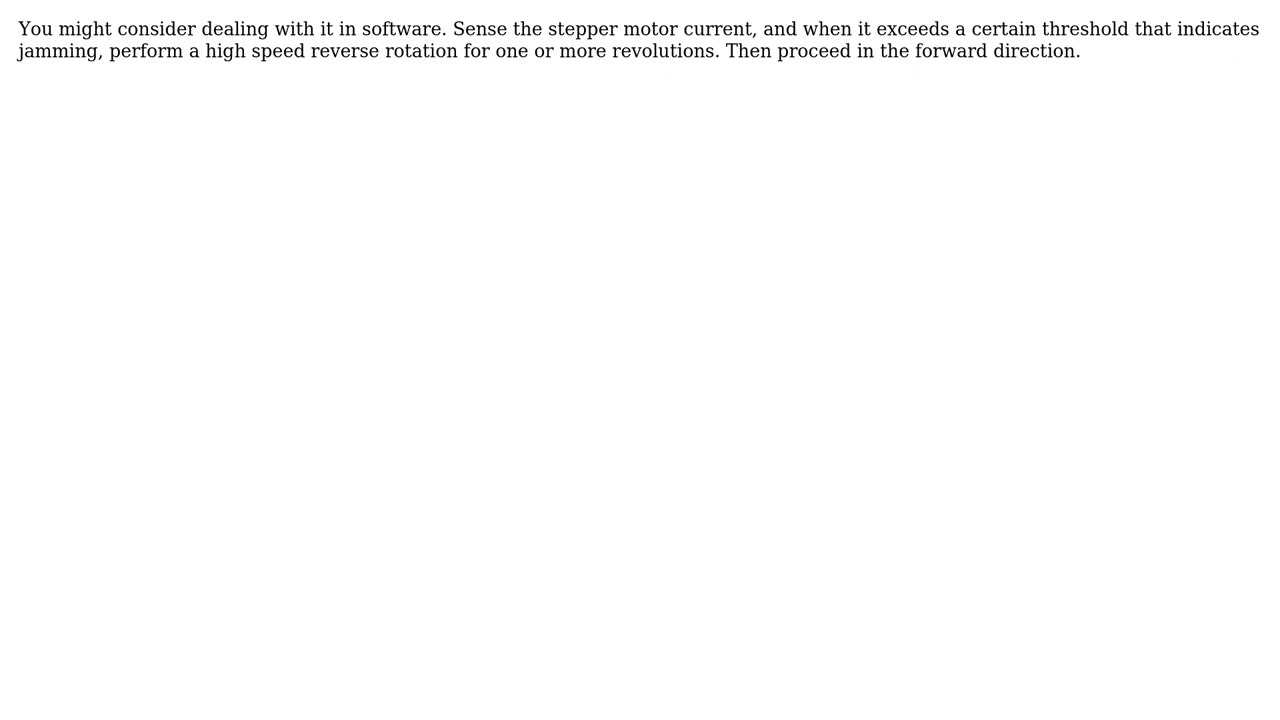 You might consider dealing with it in software. Sense the stepper motor current, and when it exceeds a certain threshold that indicates
jamming, perform a high speed reverse rotation for one or more revolutions. Then proceed in the forward direction.